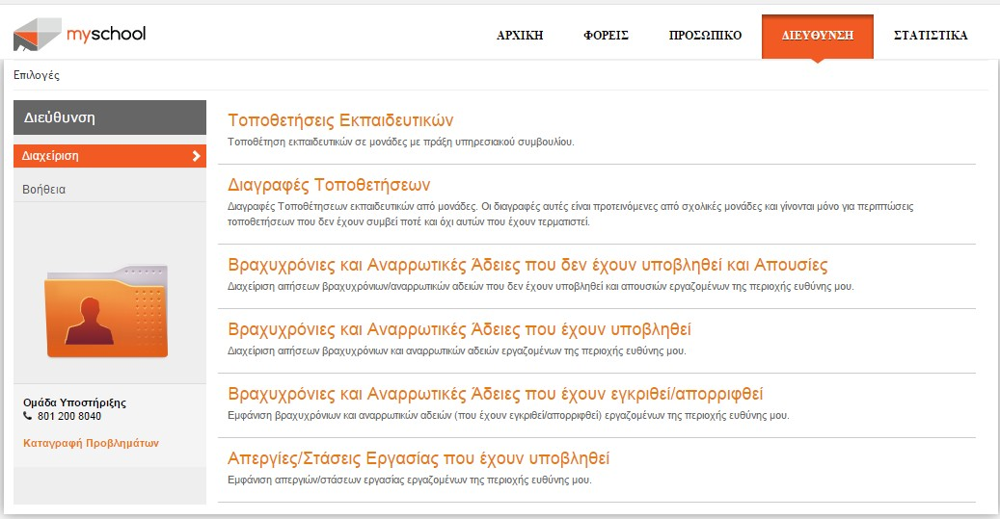 myschool
ΑΡΧΙΚΗ ΦΟΡΕΙΣ ΠΡΟΣΩΠΙΚΟ ΔΙΕΥΘΥΝΣΗ ΣΤΑΤΙΣΤΙΚΑ
Επιλογές
Διεύθυνση
Διαχείριση
Βοήθεια
Ομάδα Υποστήριξης
801 200 8040
Καταγραφή Προβλημάτων
Τοποθετήσεις Εκπαιδευτικών
Τοποθέτηση εκπαιδευτικών σε μονάδες με πράξη υπηρεσιακού συμβουλίου.
Διαγραφές Τοποθετήσεων
Διαγραφές Τοποθέτησεων εκπαιδευτικών από μονάδες. Οι διαγραφές αυτές είναι προτεινόμενες από σχολικές μονάδες και γίνονται μόνο για περιπτώσεις
τοποθετήσεων που δεν έχουν συμβεί ποτέ και όχι αυτών που έχουν τερματιστεί.
Βραχυχρόνιες και Αναρρωτικές Άδειες που δεν έχουν υποβληθεί και Απουσίες
Διαχείριση αιτήσεων βραχυχρόνιων/αναρρωτικών αδειών που δεν έχουν υποβληθεί και απουσιών εργαζομένων της περιοχής ευθύνης μου.
Βραχυχρόνιες και Αναρρωτικές Άδειες που έχουν υποβληθεί
Διαχείριση αιτήσεων βραχυχρόνιων και αναρρωτικών αδειών εργαζομένων της περιοχής ευθύνης μου.
Βραχυχρόνιες και Αναρρωτικές Άδειες που έχουν εγκριθεί/απορριφθεί
Εμφάνιση βραχυχρόνιων και αναρρωτικών αδειών (που έχουν εγκριθεί/απορριφθεί) εργαζομένων της περιοχής ευθύνης μου.
Απεργίες/Στάσεις Εργασίας που έχουν υποβληθεί
Εμφάνιση απεργιών/στάσεων εργασίας εργαζομένων της περιοχής ευθύνης μου.